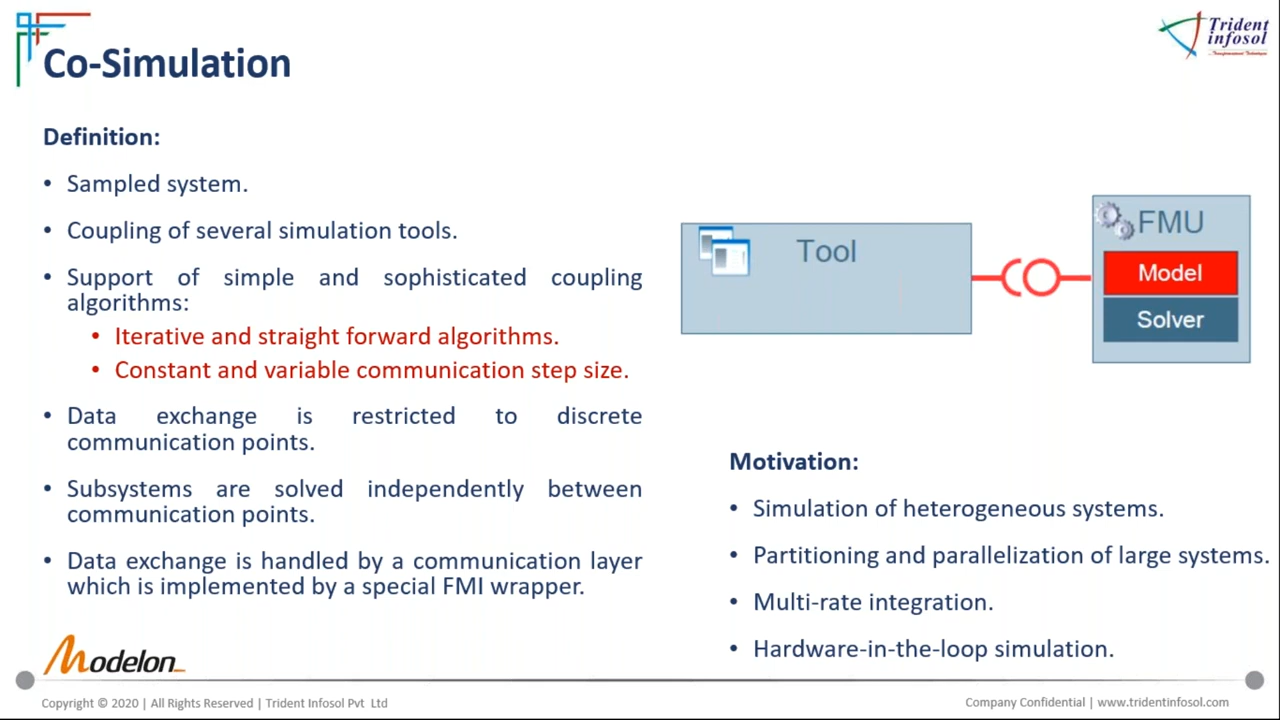 Trident
infosol
Co-Simulation
Definition:
• Sampled system.
• Coupling of several simulation tools.
• Support of simple and sophisticated coupling
algorithms:
• Iterative and straight forward algorithms.
• Constant and variable communication step size.
• Data exchange is restricted to discrete
communication points.
• Subsystems are solved independently between
communication points.
• Data exchange is handled by a communication layer
which is implemented by a special FMI wrapper.
Tool
FMU
Model
Solver
Motivation:
• Simulation of heterogeneous systems.
• Partitioning and parallelization of large systems.
• Multi-rate integration.
• Hardware-in-the-loop simulation.
Modelon
Copyright © 2020 | All Rights Reserved | Trident Infosol Pvt Ltd
Company Confidential | www.tridentinfosol.com